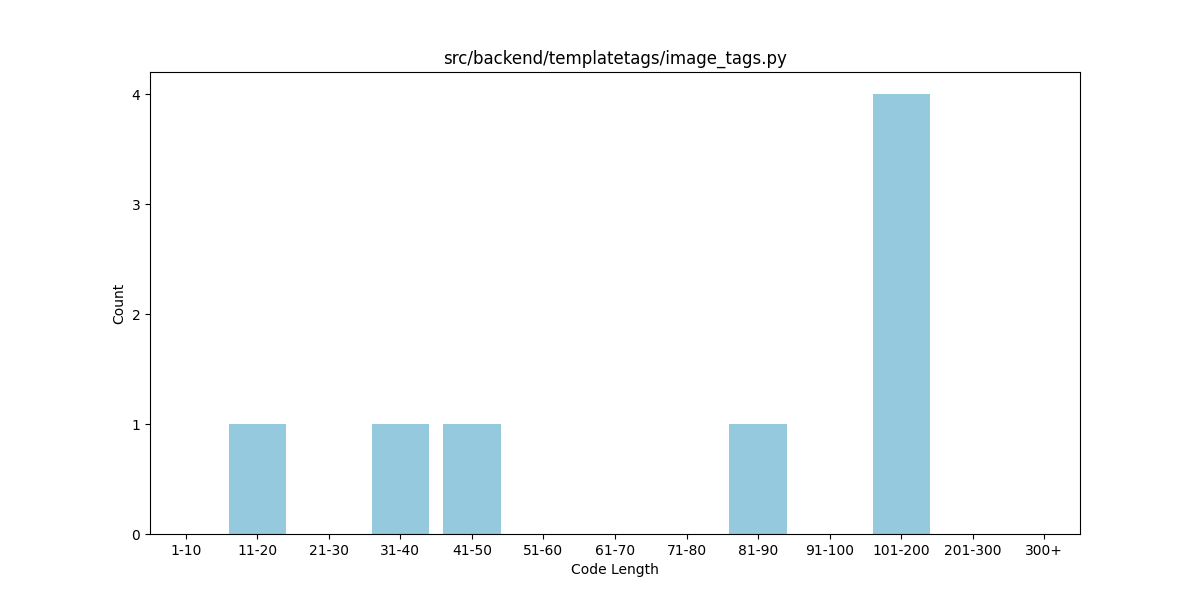 src/backend/templatetags/image_tags.py
4
3
2
1
0
Count
1-10 11-20 21-30 31-40 41-50 51-60 61-70 71-80 81-90 91-100 101-200 201-300 300+
Code Length